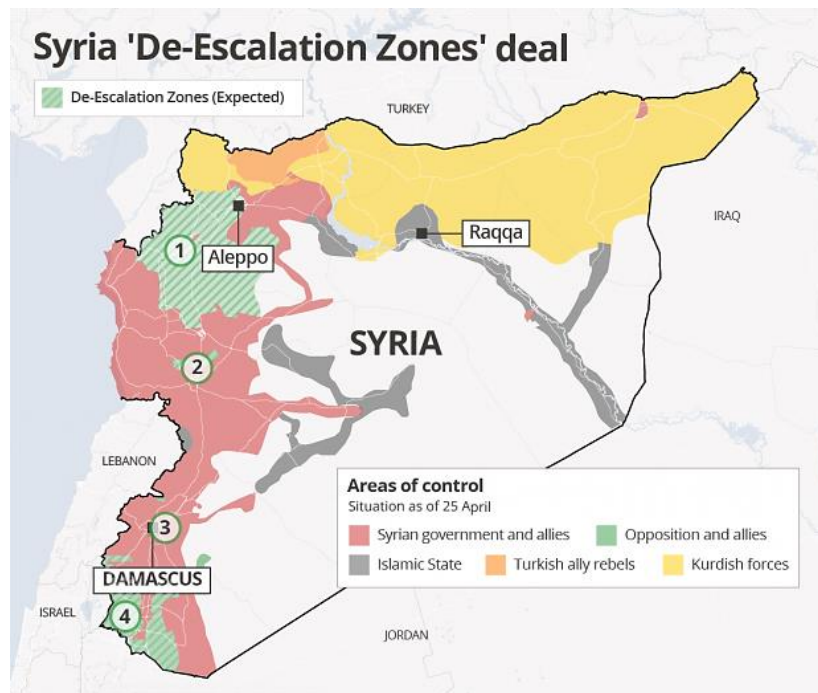 Syria 'De-Escalation Zones' deal
De-Escalation Zones (Expected)
TURKEY
IRAQ
Raqqa
1
Aleppo
SYRIA
2
LEBANON
Areas of control
Situation as of 25 April
Syrian government and allies
Opposition and allies
Islamic State
Turkish ally rebels
Kurdish forces
3
DAMASCUS
ISRAEL
4
JORDAN